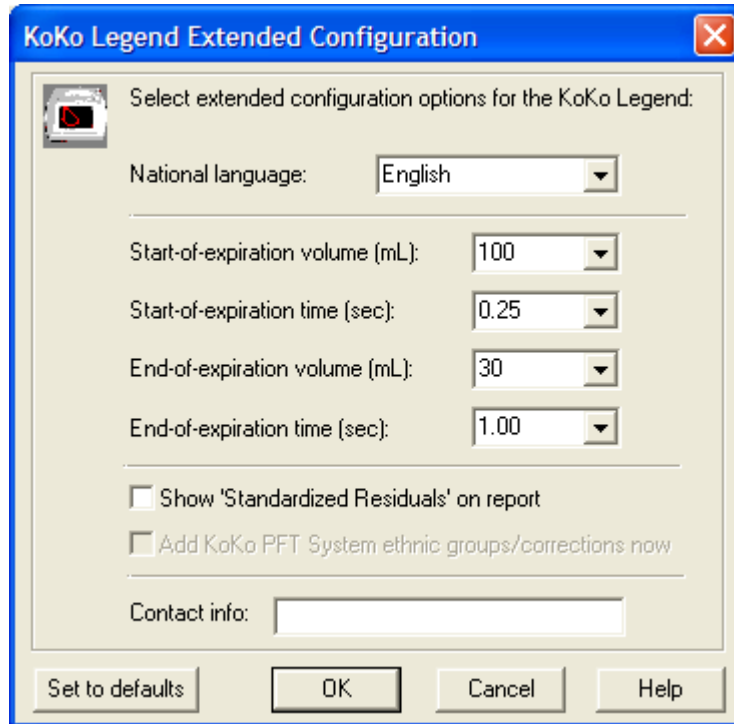 KoKo Legend Extended Configuration
Select extended configuration options for the KoKo Legend:
National language: English
Start-of-expiration volume (mL): 100
Start-of-expiration time (sec): 0.25
End-of-expiration volume (mL): 30
End-of-expiration time (sec): 1.00
Show 'Standardized Residuals' on report
Add KoKo PFT System ethnic groups/corrections now
Contact info:
Set to defaults OK Cancel Help